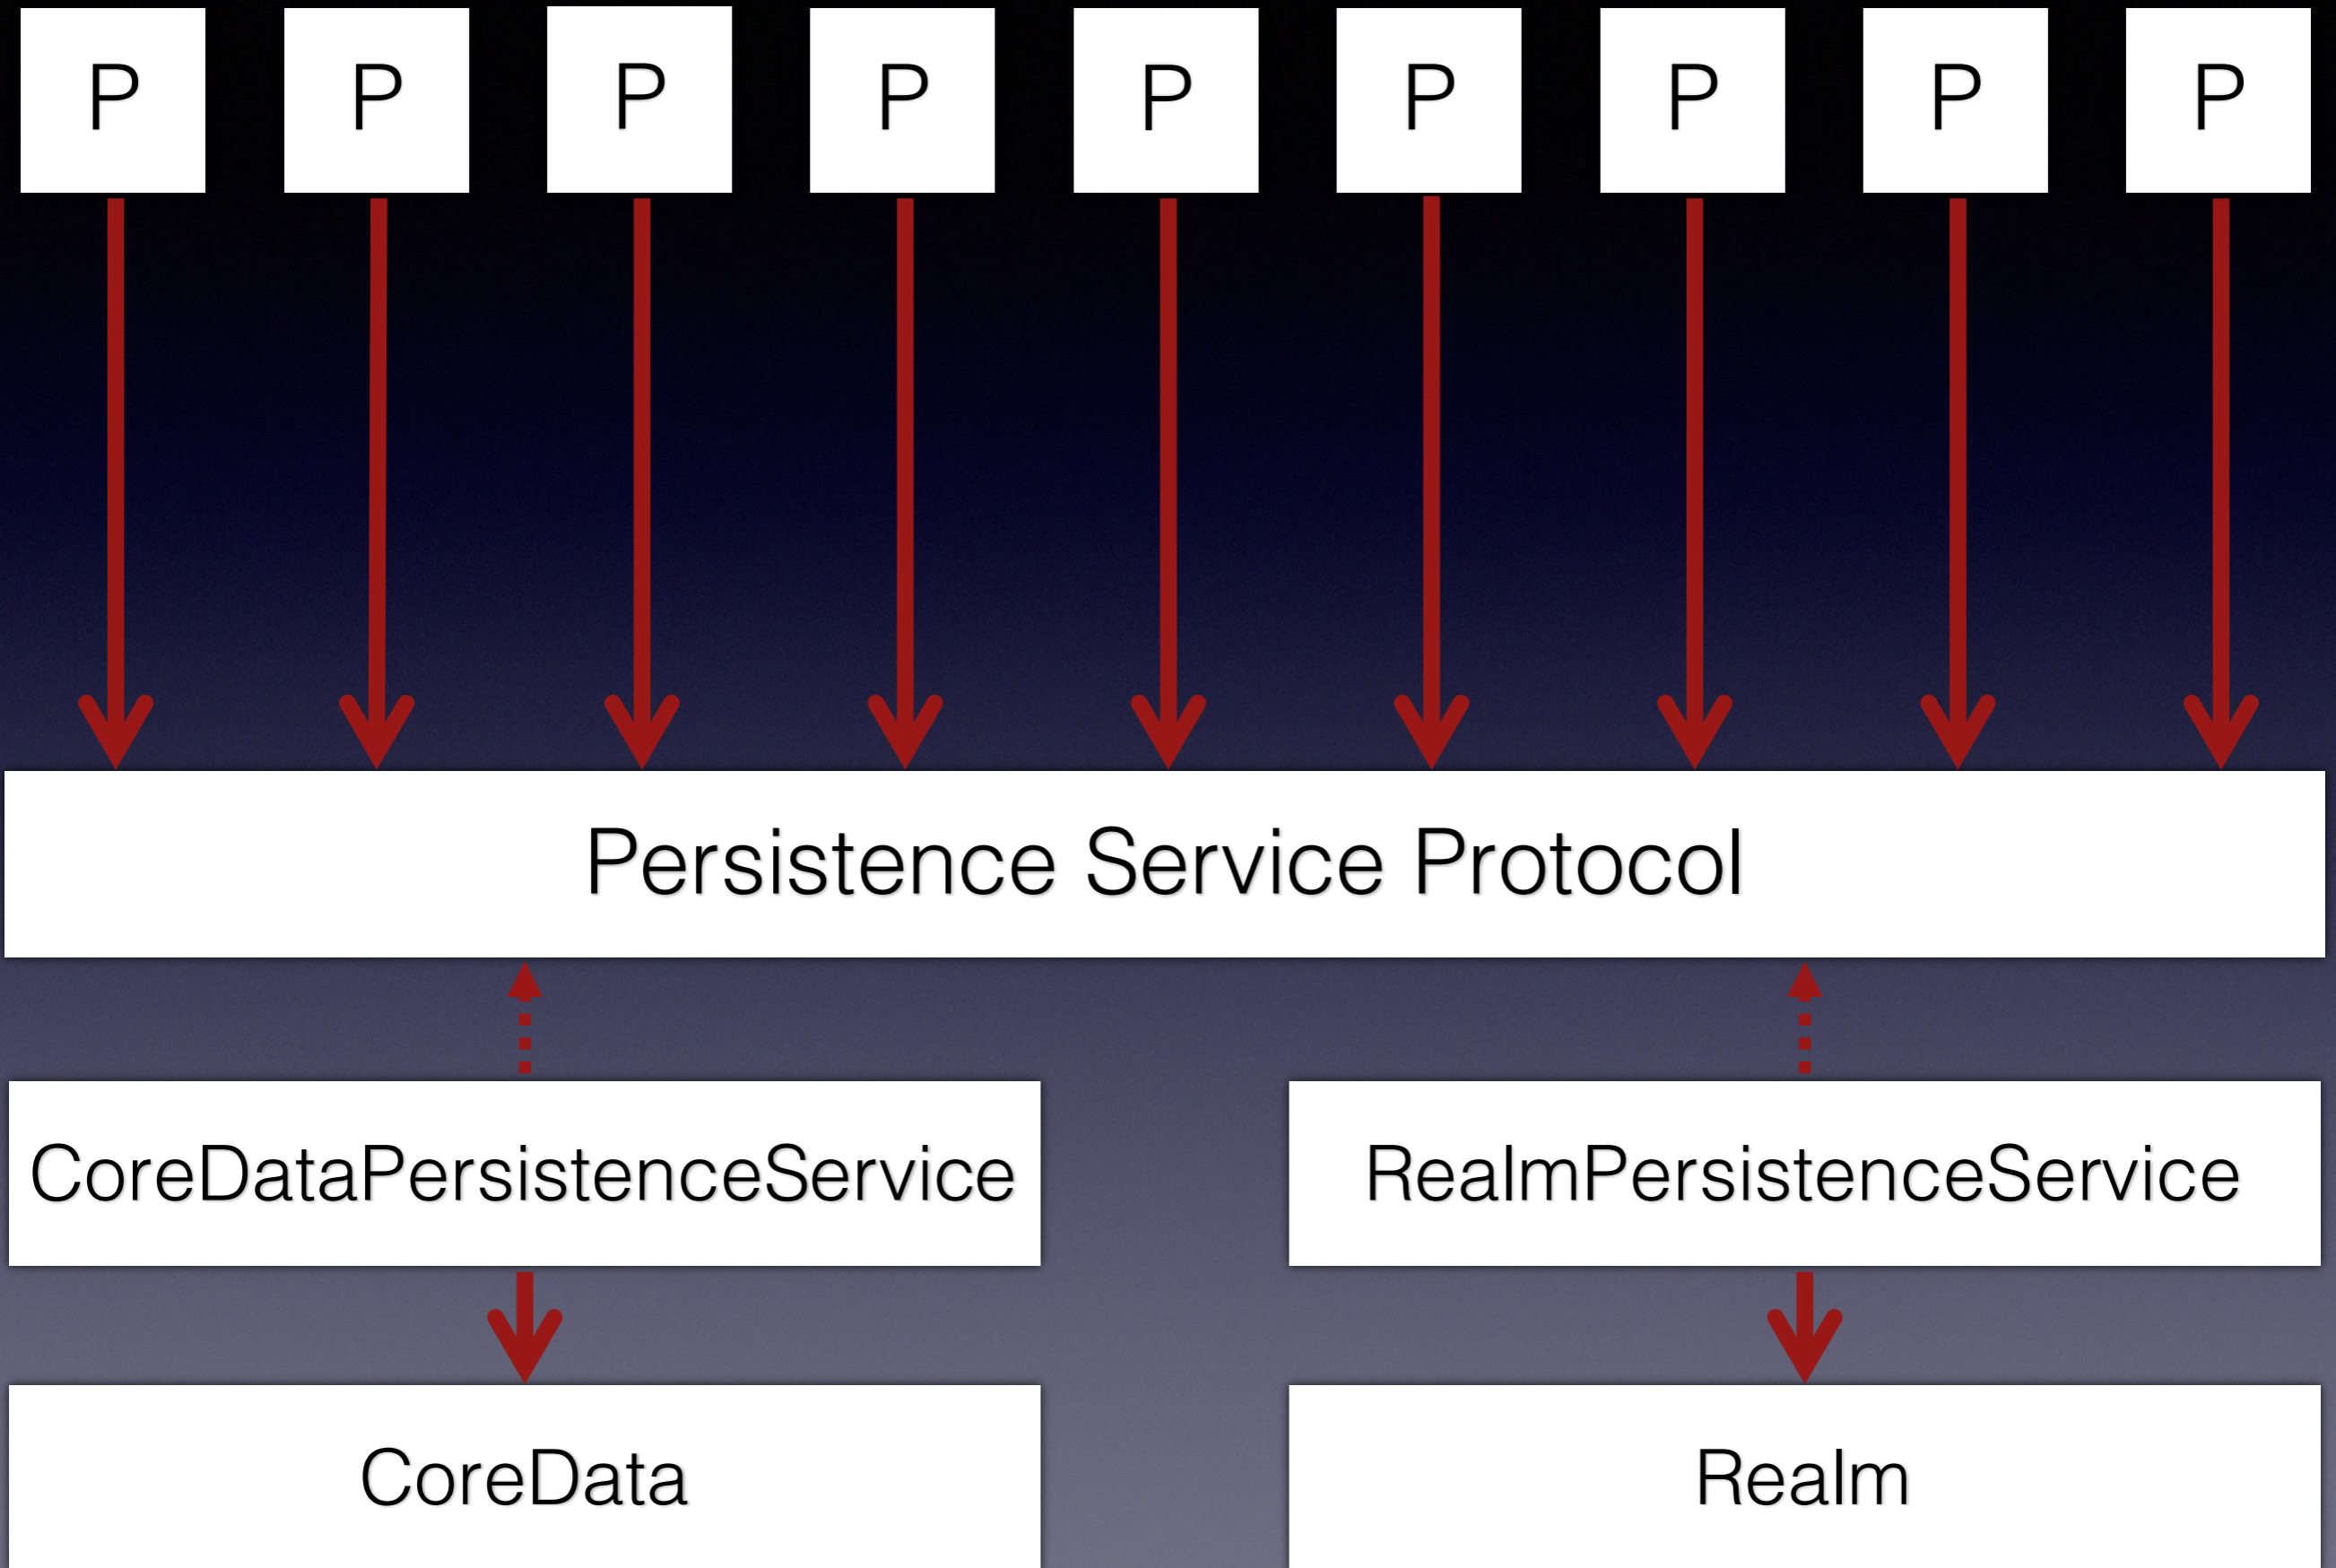 P P P P P P P P P
Persistence Service Protocol
CoreDataPersistenceService
RealmPersistenceService
CoreData
Realm